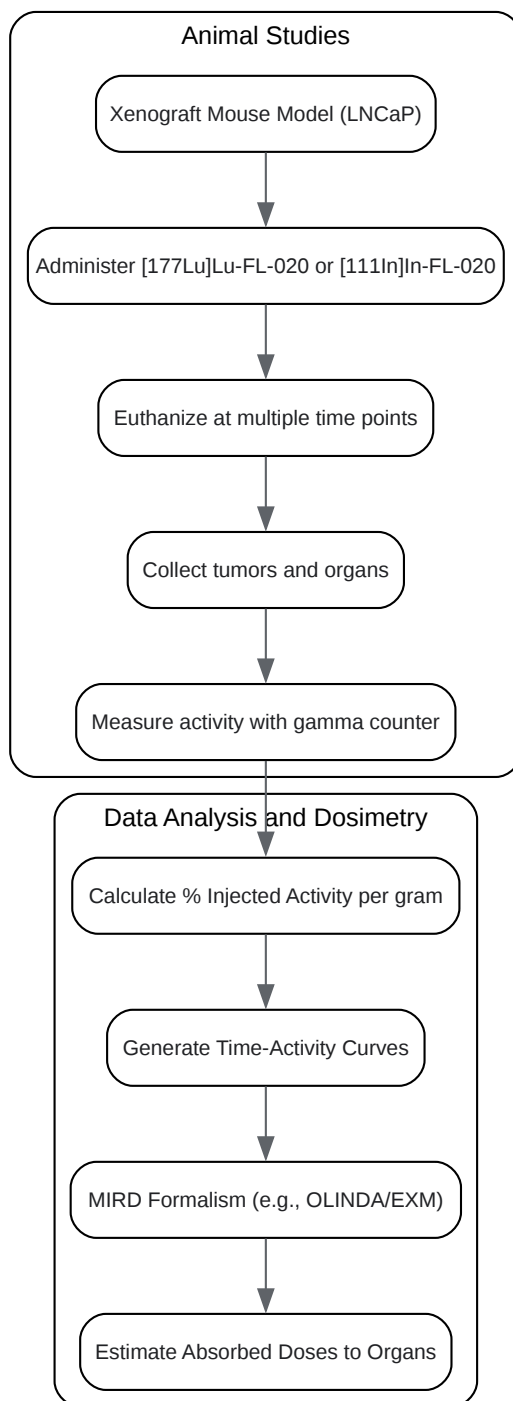 Animal Studies
Xenograft Mouse Model (LNCaP)
Administer [177Lu]Lu-FL-020 or [111In]In-FL-020
Euthanize at multiple time points
Collect tumors and organs
Measure activity with gamma counter
Data Analysis and Dosimetry
Calculate % Injected Activity per gram
Generate Time-Activity Curves
MIRD Formalism (e.g., OLINDA/EXM)
Estimate Absorbed Doses to Organs